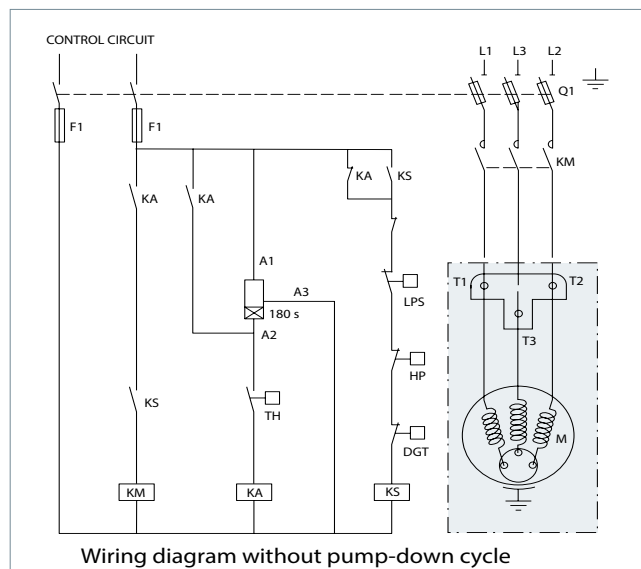 CONTROL CIRCUIT
L1 L3 L2
Q1
F1 F1
KM
KA KA KA KS
A1
A3
180 s
A2
LPS
T1 T2
T3
HP
KS
TH
DGT
M
KM KA KS
Wiring diagram without pump-down cycle